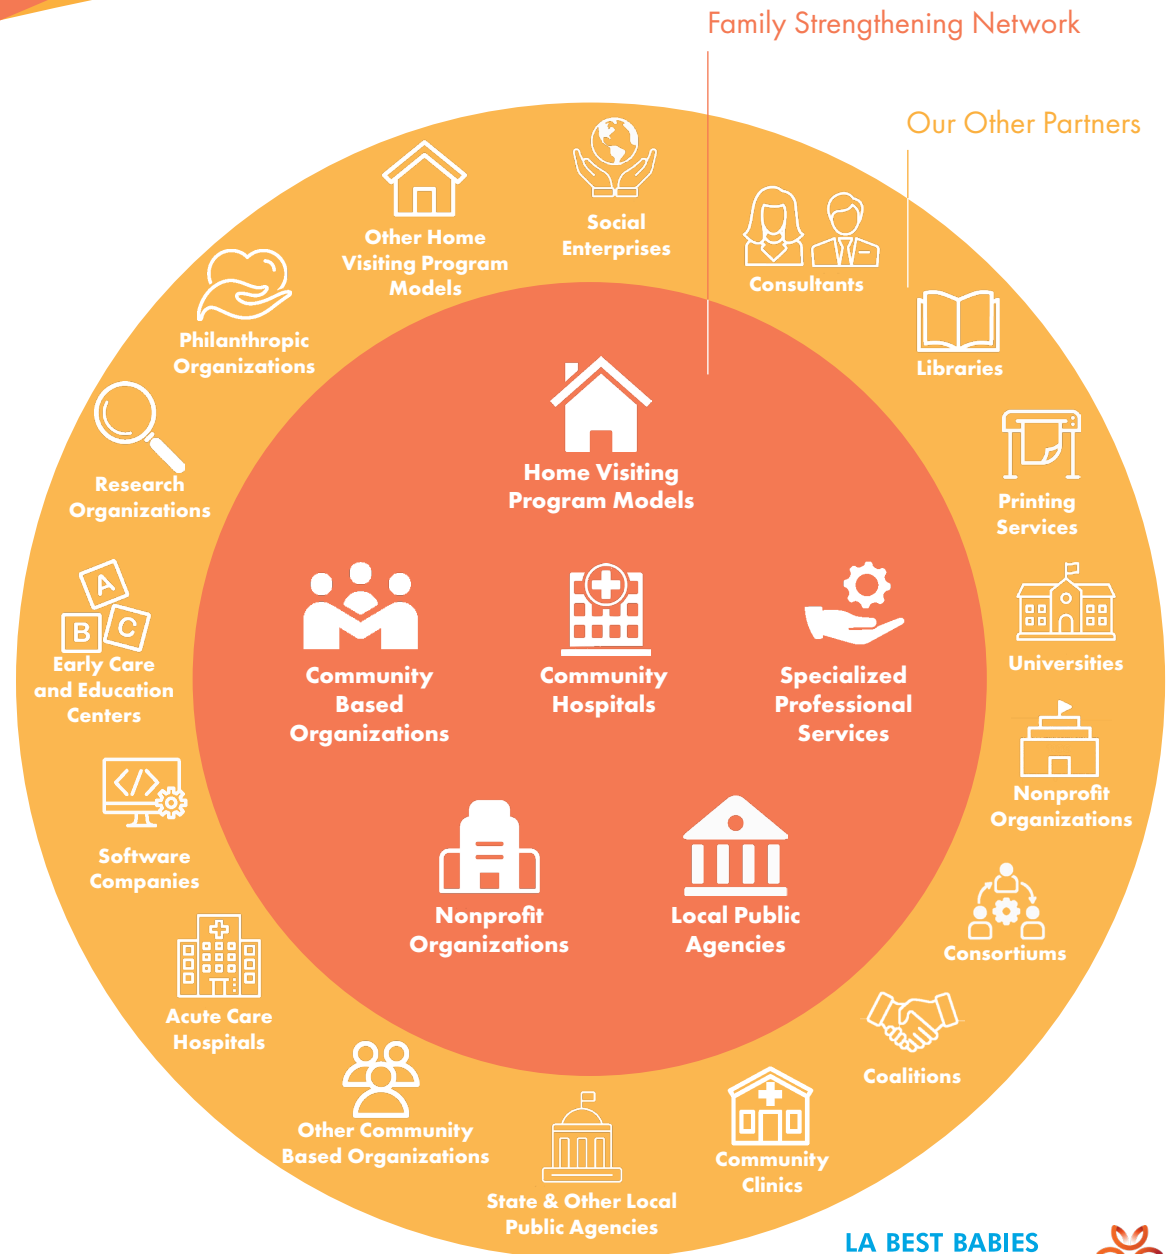 Family Strengthening Network
Our Other Partners
Social
Enterprises
Consultants
Libraries
Printing
Services
Universities
Nonprofit
Organizations
Consortiums
Coalitions
Community
Clinics
State & Other Local
Public Agencies
Other Community
Based Organizations
Acute Care
Hospitals
Software
Companies
A
B
C
Early Care
and Education
Centers
Research
Organizations
Philanthropic
Organizations
Other Home
Visiting Program
Models
Home Visiting
Program Models
Community
Based
Organizations
Community
Hospitals
Specialized
Professional
Services
Nonprofit
Organizations
Local Public
Agencies
LA BEST BABIES